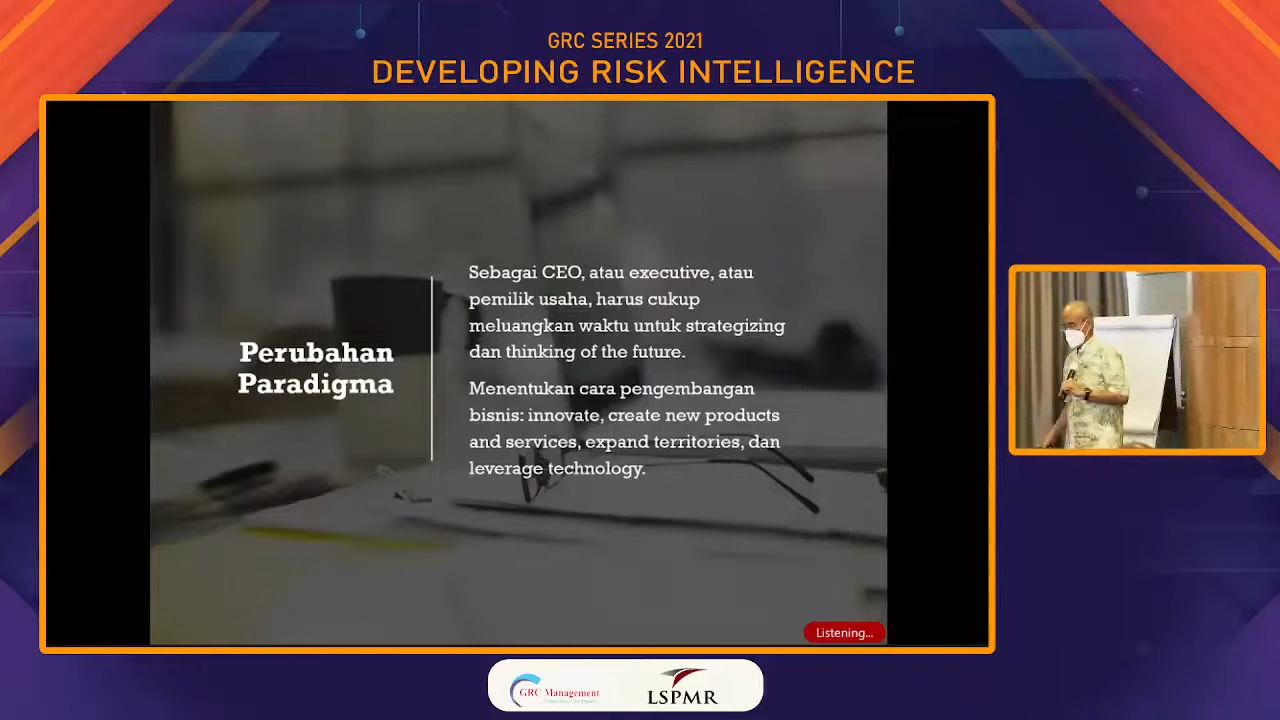 GRC SERIES 2021
DEVELOPING RISK INTELLIGENCE
Perubahan
Paradigma
Sebagai CEO, atau executive, atau
pemilik usaha, harus cukup
meluangkan waktu untuk strategizing
dan thinking of the future.
Menentukan cara pengembangan
bisnis: innovate, create new products
and services, expand territories, dan
leverage technology.
Listening...
GRC Management
LSPMR